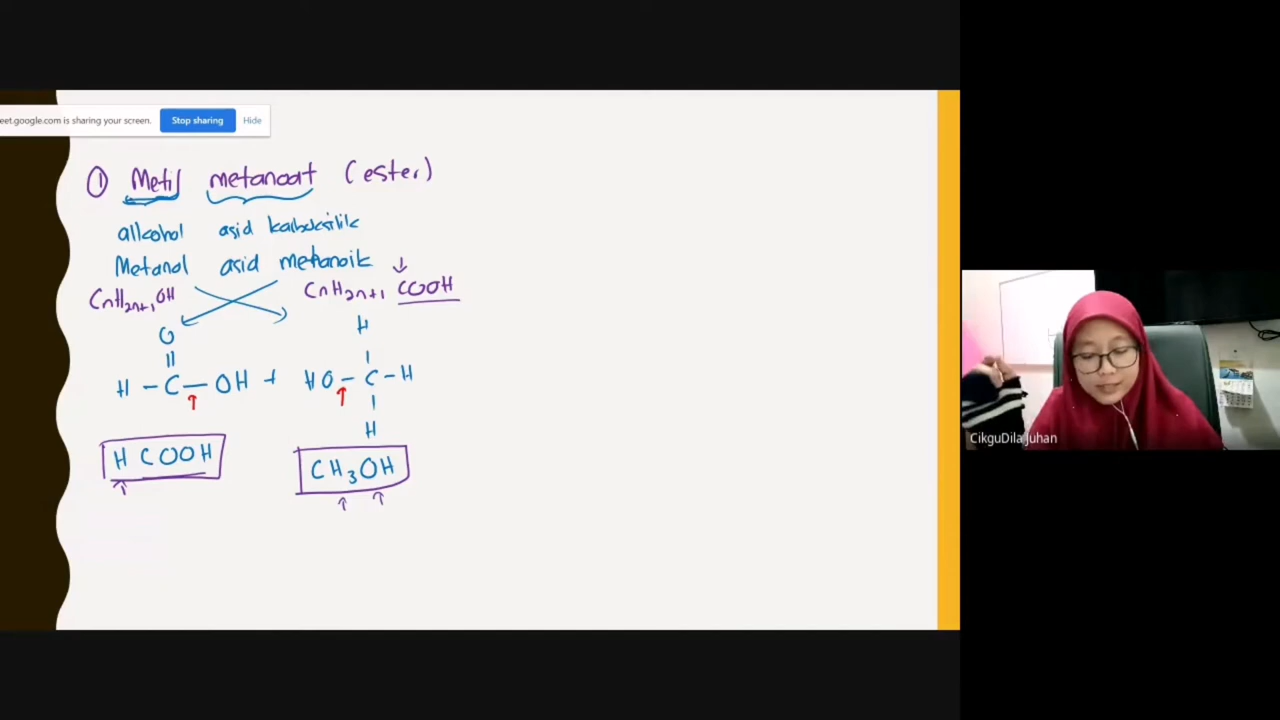 eet.google.com is sharing your screen. Stop sharing Hide
① Metil metanoat (ester)
alkohol asid karboksilik
Metanol asid metanoik
CnH2n+1OH CnH2n+1 COOH
O H
|| |
H - C - OH + HO - C - H
|
H
H COOH CH3OH
CikguDila Juhan